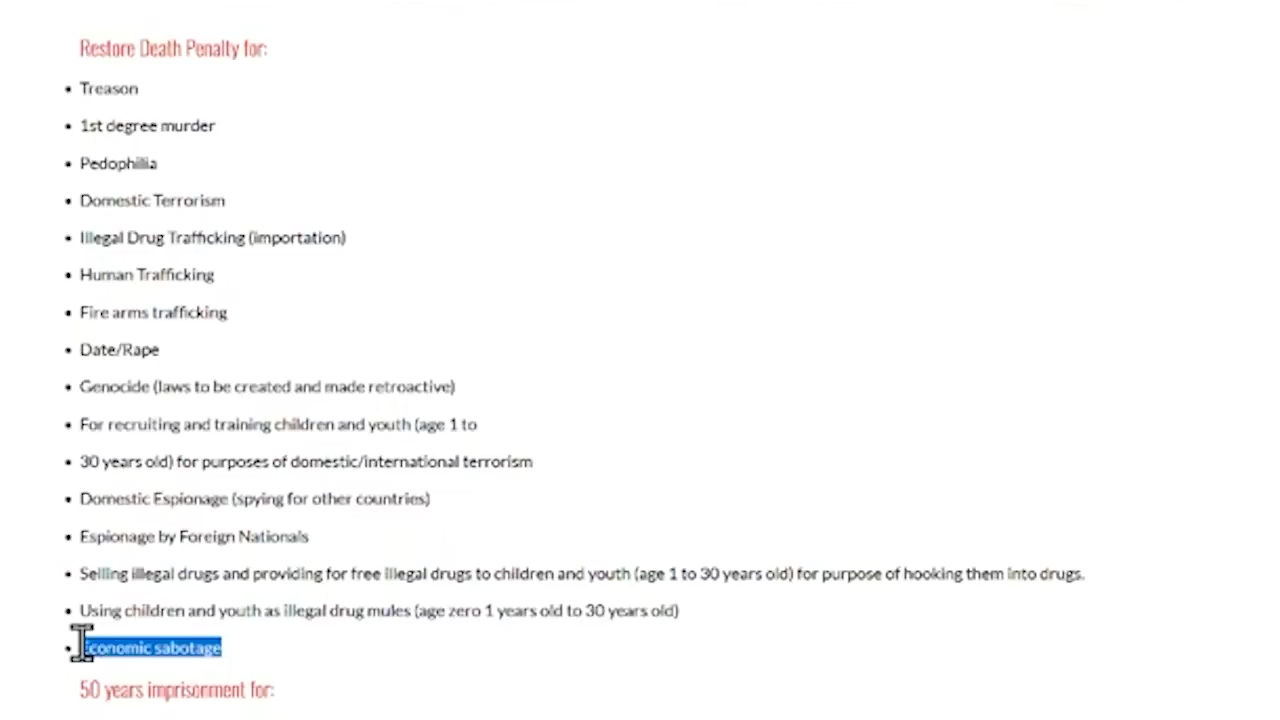 Restore Death Penalty for:
• Treason
• 1st degree murder
• Pedophilia
• Domestic Terrorism
• Illegal Drug Trafficking (importation)
• Human Trafficking
• Fire arms trafficking
• Date/Rape
• Genocide (laws to be created and made retroactive)
• For recruiting and training children and youth (age 1 to
• 30 years old) for purposes of domestic/international terrorism
• Domestic Espionage (spying for other countries)
• Espionage by Foreign Nationals
• Selling illegal drugs and providing for free illegal drugs to children and youth (age 1 to 30 years old) for purpose of hooking them into drugs.
• Using children and youth as illegal drug mules (age zero 1 years old to 30 years old)
• Economic sabotage
50 years imprisonment for: